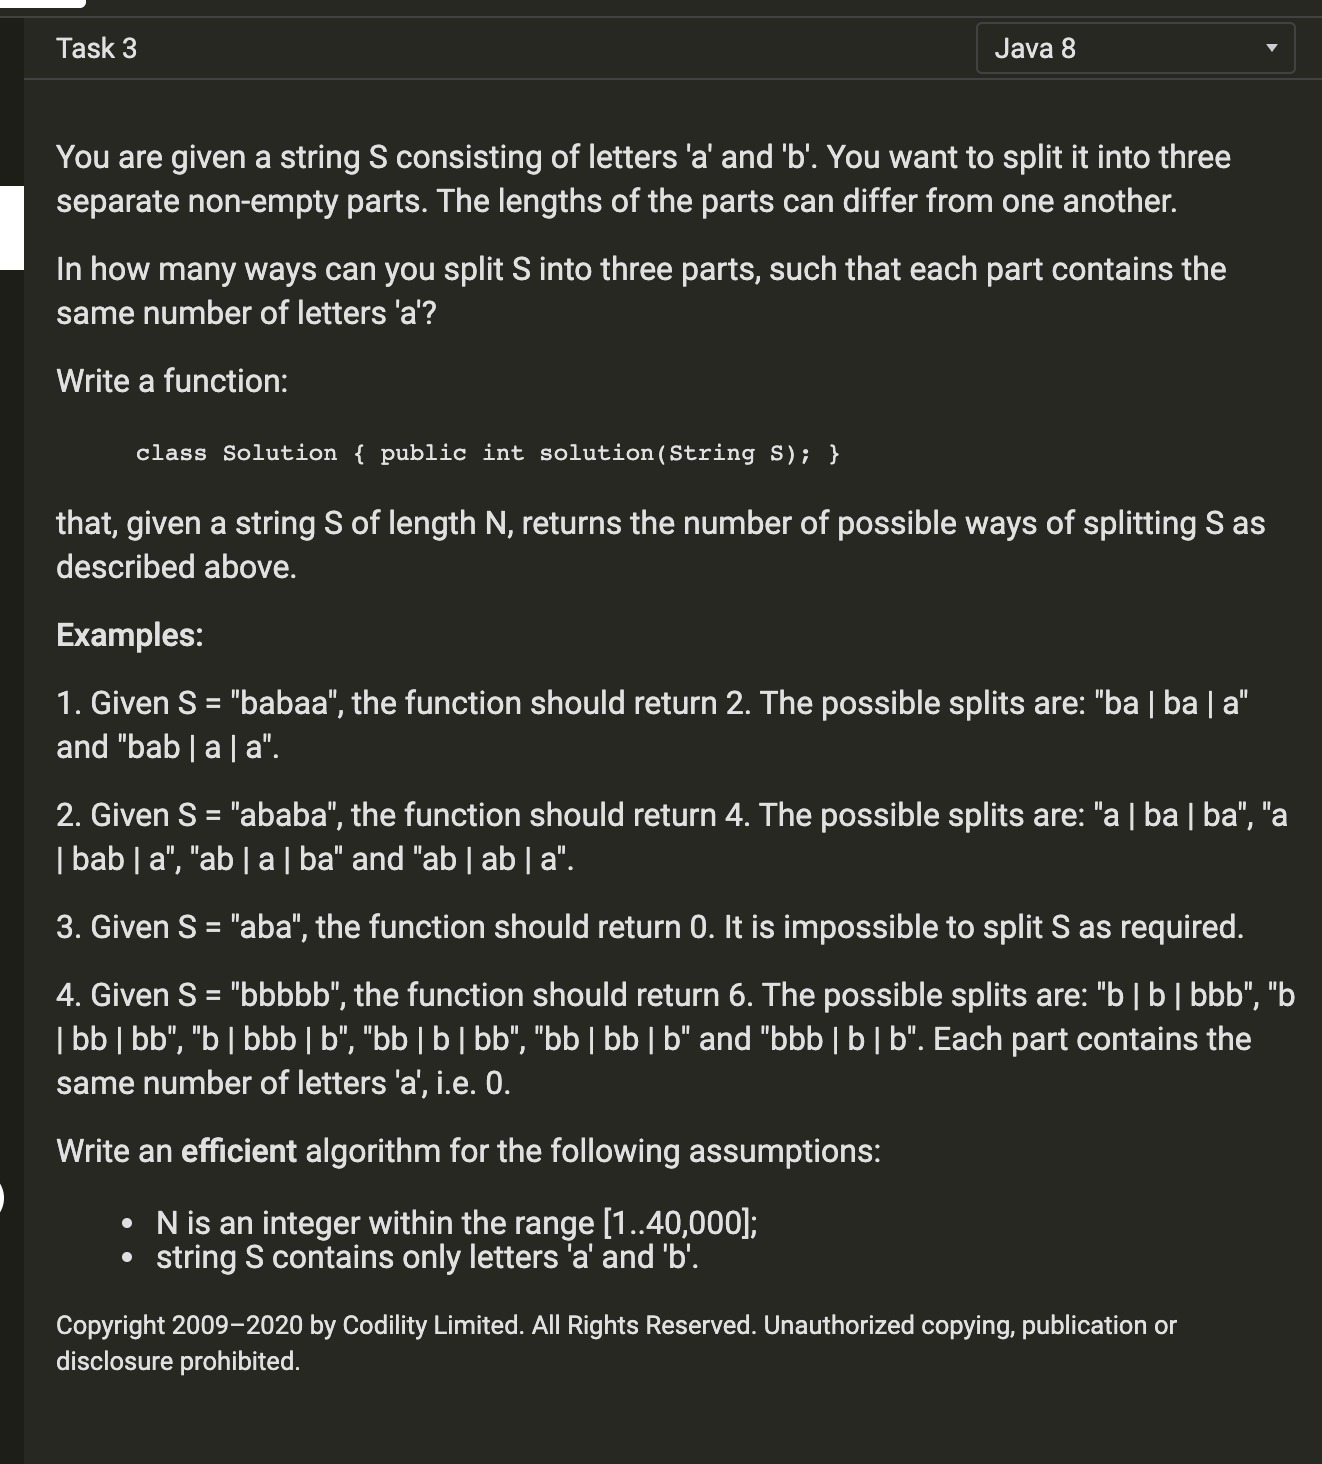 Task 3
Java 8
You are given a string S consisting of letters 'a' and 'b'. You want to split it into three
separate non-empty parts. The lengths of the parts can differ from one another.
In how many ways can you split S into three parts, such that each part contains the
same number of letters 'a'?
Write a function:
class Solution { public int solution(String S); }
that, given a string S of length N, returns the number of possible ways of splitting S as
described above.
Examples:
1. Given S = "babaa", the function should return 2. The possible splits are: "ba | ba | a"
and "bab | a | a".
2. Given S = "ababa", the function should return 4. The possible splits are: "a | ba | ba", "a
| bab | a", "ab | a | ba" and "ab | ab | a".
3. Given S = "aba", the function should return 0. It is impossible to split S as required.
4. Given S = "bbbbb", the function should return 6. The possible splits are: "b | b | bbb", "b
| bb | bb", "b | bbb | b", "bb | b | bb", "bb | bb | b" and "bbb | b | b". Each part contains the
same number of letters 'a', i.e. 0.
Write an efficient algorithm for the following assumptions:
• N is an integer within the range [1..40,000];
• string S contains only letters 'a' and 'b'.
Copyright 2009–2020 by Codility Limited. All Rights Reserved. Unauthorized copying, publication or
disclosure prohibited.